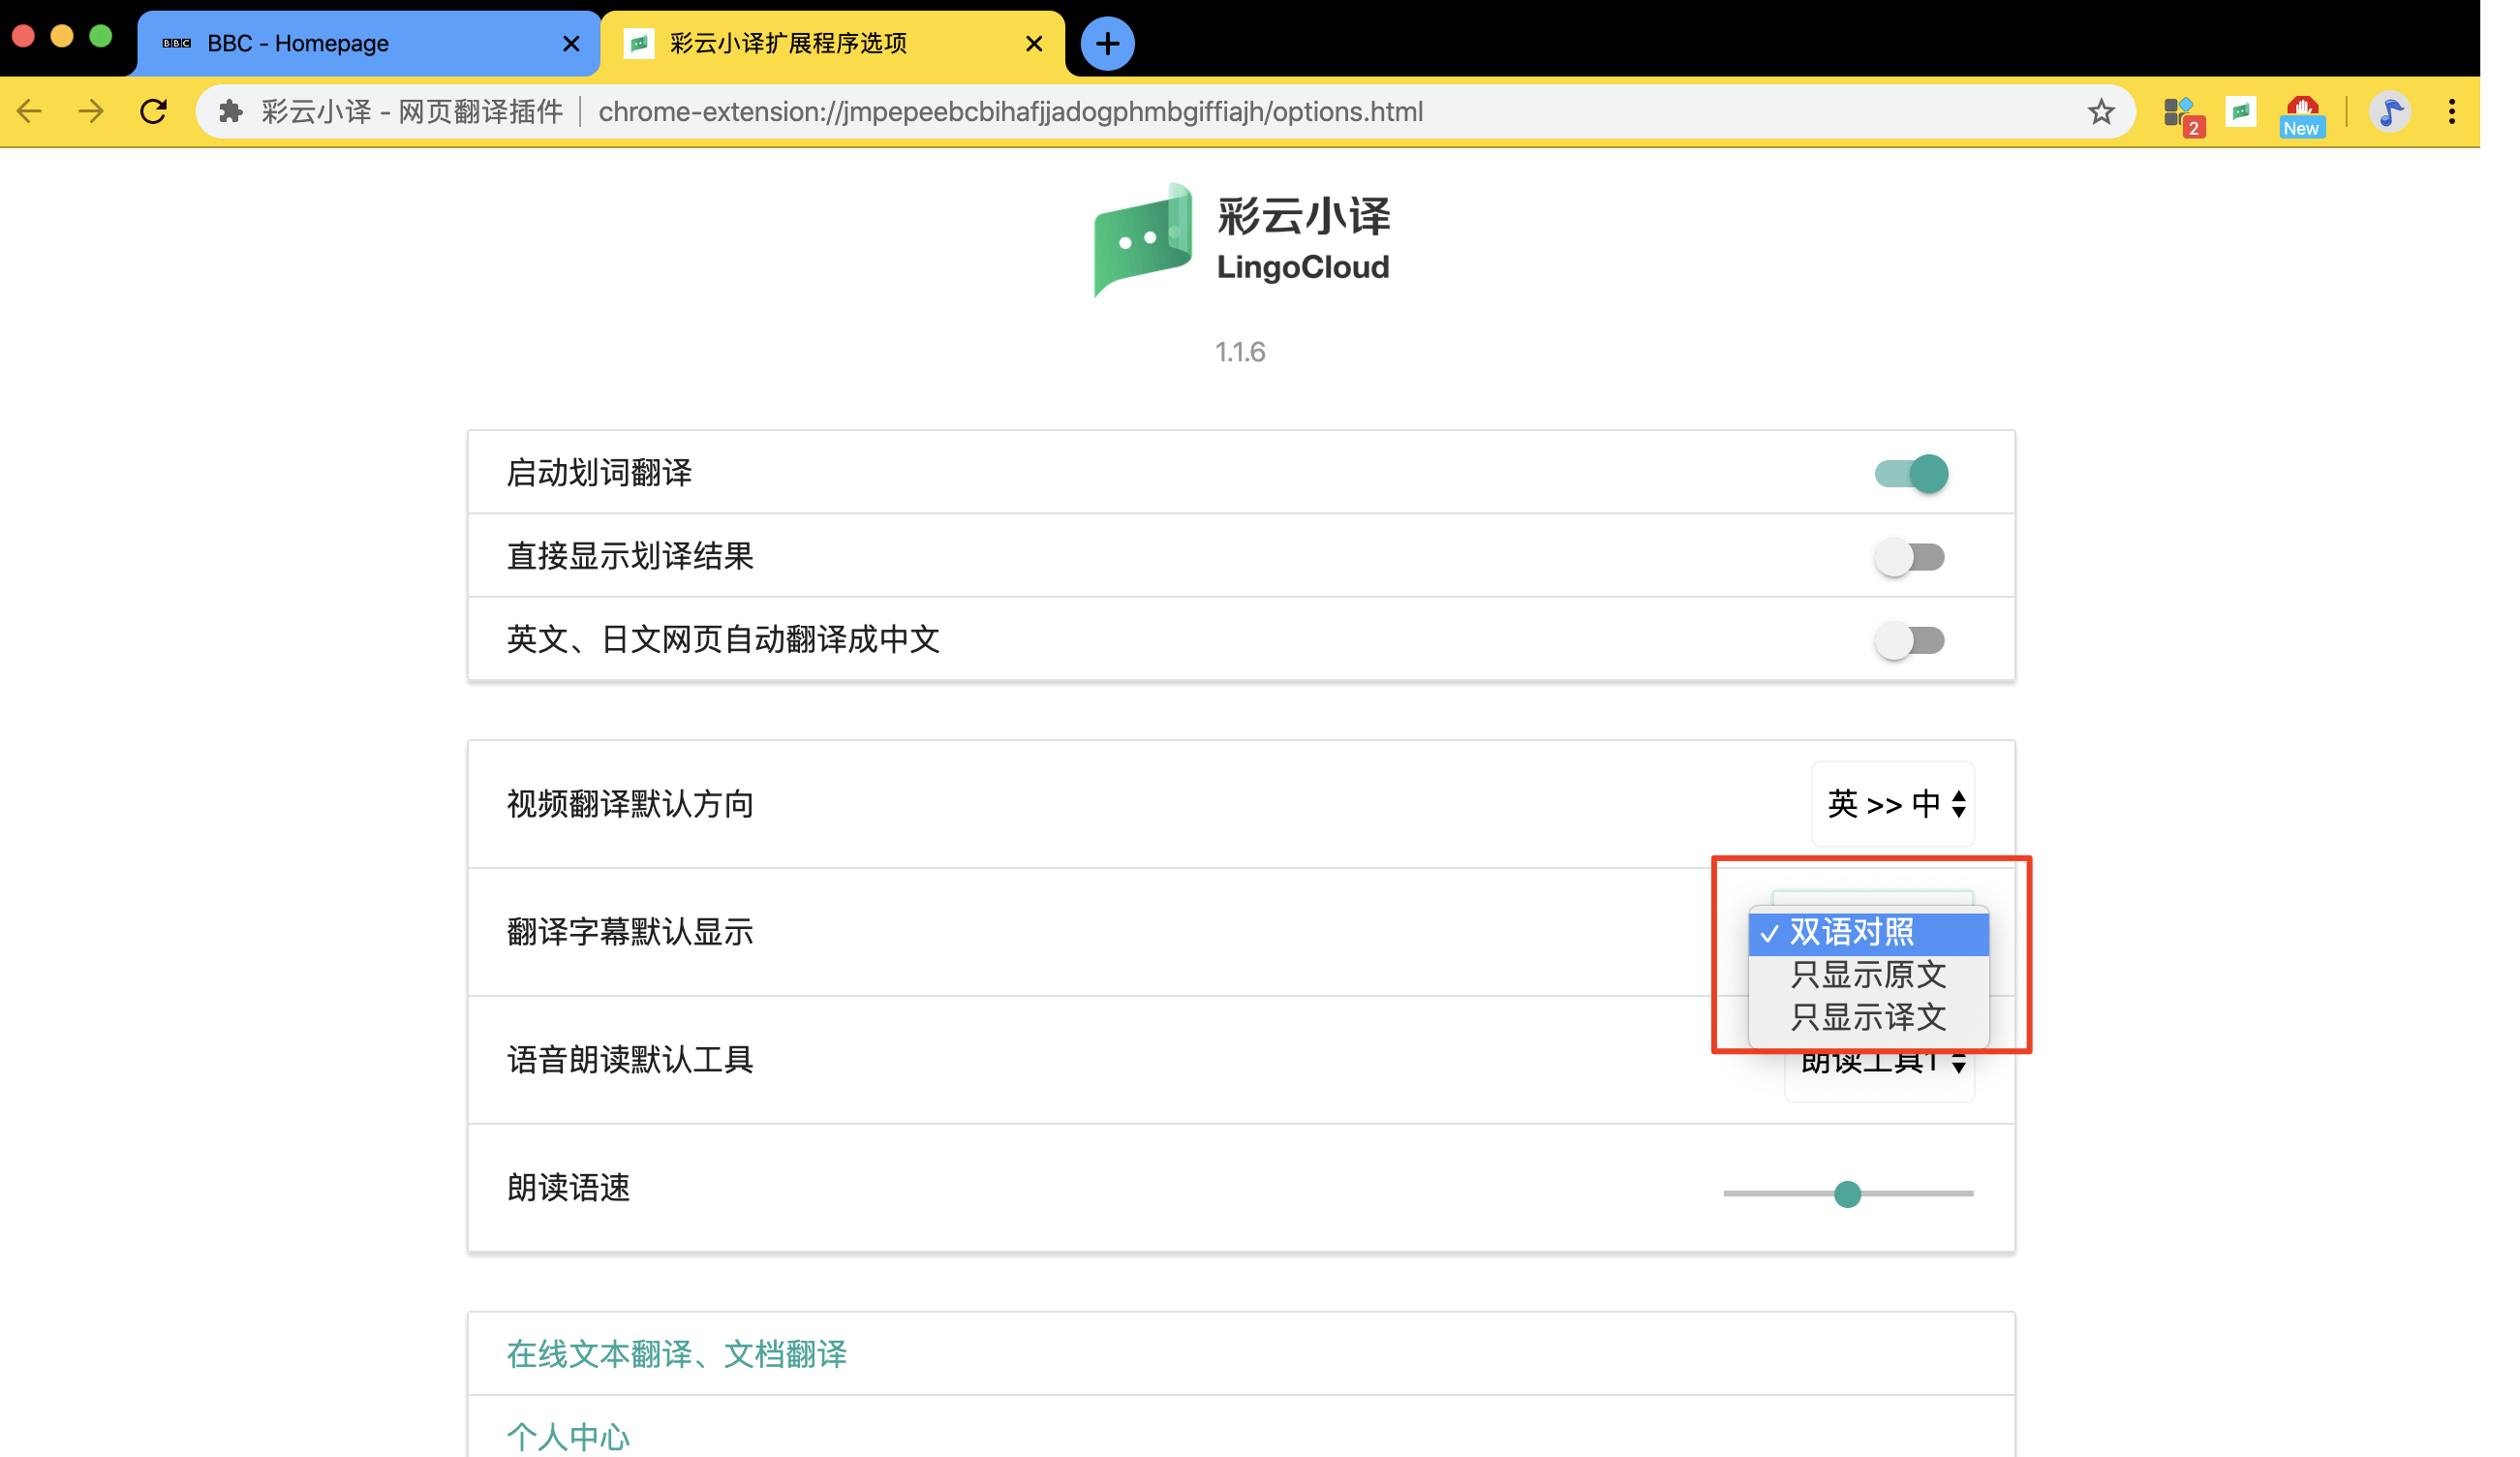 BBC BBC - Homepage
彩云小译扩展程序选项
彩云小译 - 网页翻译插件 chrome-extension://jmpepeebcbihafjjadogphmbgiffiajh/options.html
2
New
彩云小译
LingoCloud
1.1.6
启动划词翻译
直接显示划译结果
英文、日文网页自动翻译成中文
视频翻译默认方向
英 >> 中
翻译字幕默认显示
✓ 双语对照
只显示原文
只显示译文
语音朗读默认工具
朗读工具1
朗读语速
在线文本翻译、文档翻译
个人中心